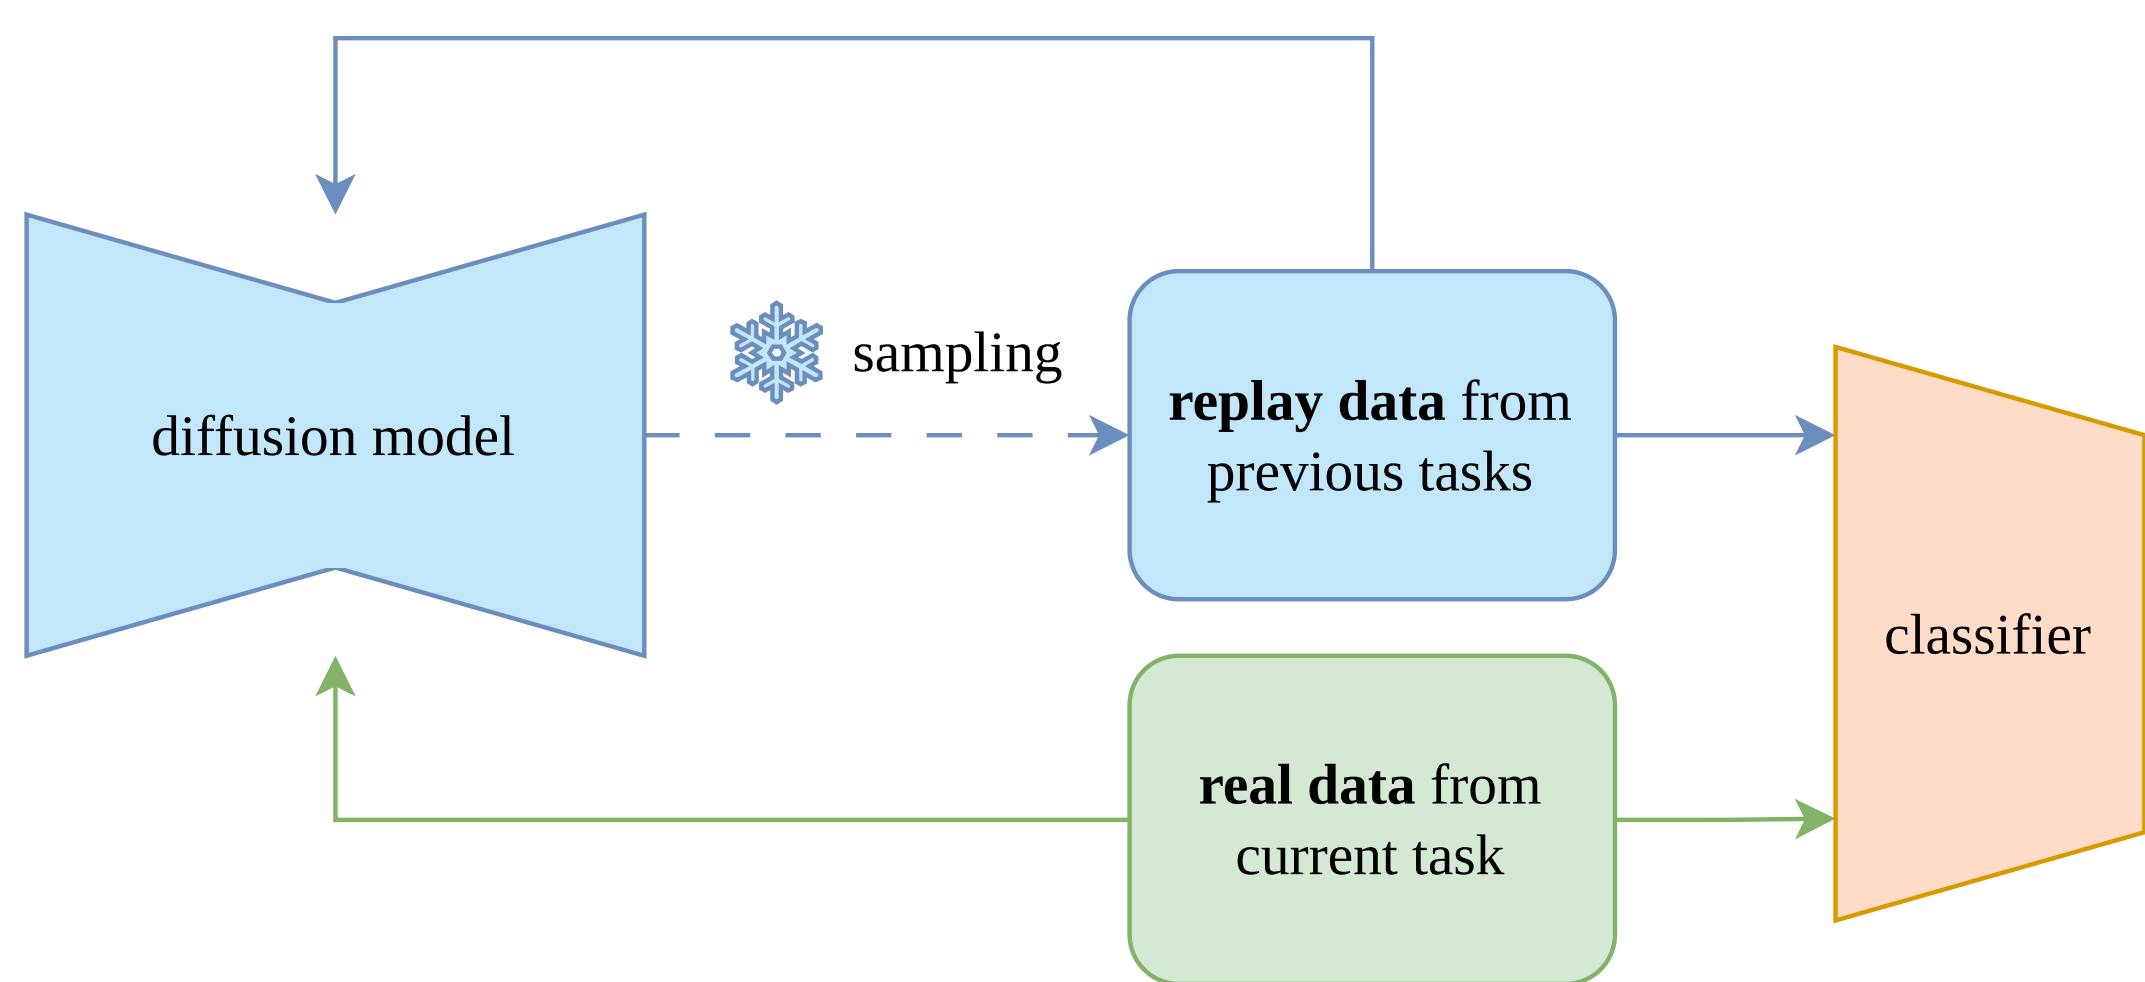 sampling
diffusion model
replay data from
previous tasks
classifier
real data from
current task